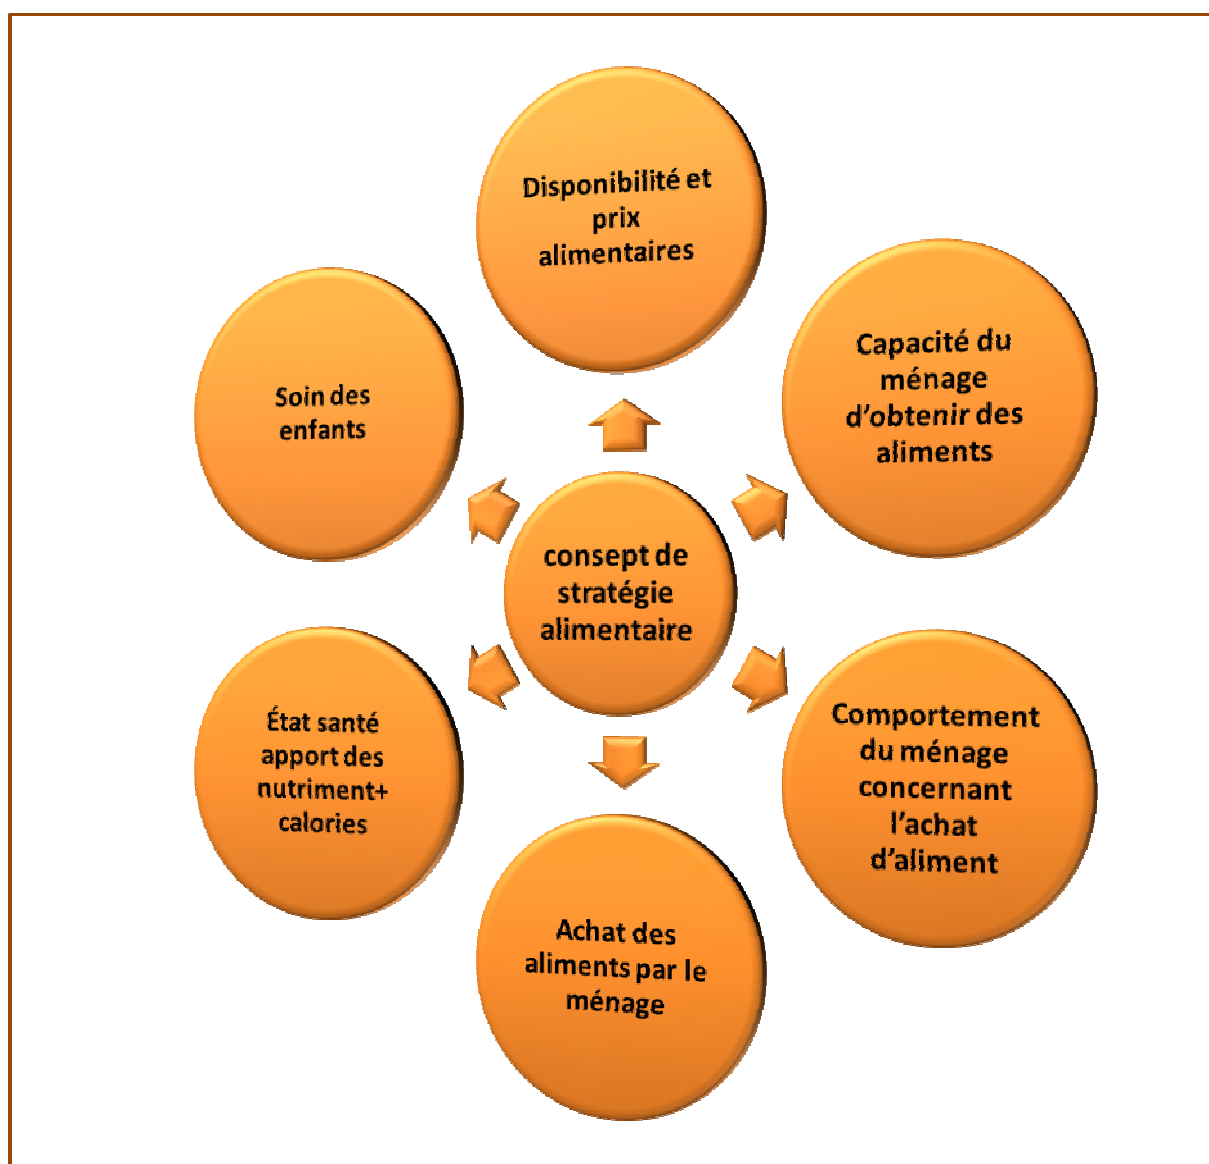 Disponibilité et
prix
alimentaires
Capacité du
ménage
d'obtenir des
aliments
Comportement
du ménage
concernant
l'achat
d'aliment
Achat des
aliments par le
ménage
État santé
apport des
nutriment+
calories
Soin des
enfants
consept de
stratégie
alimentaire